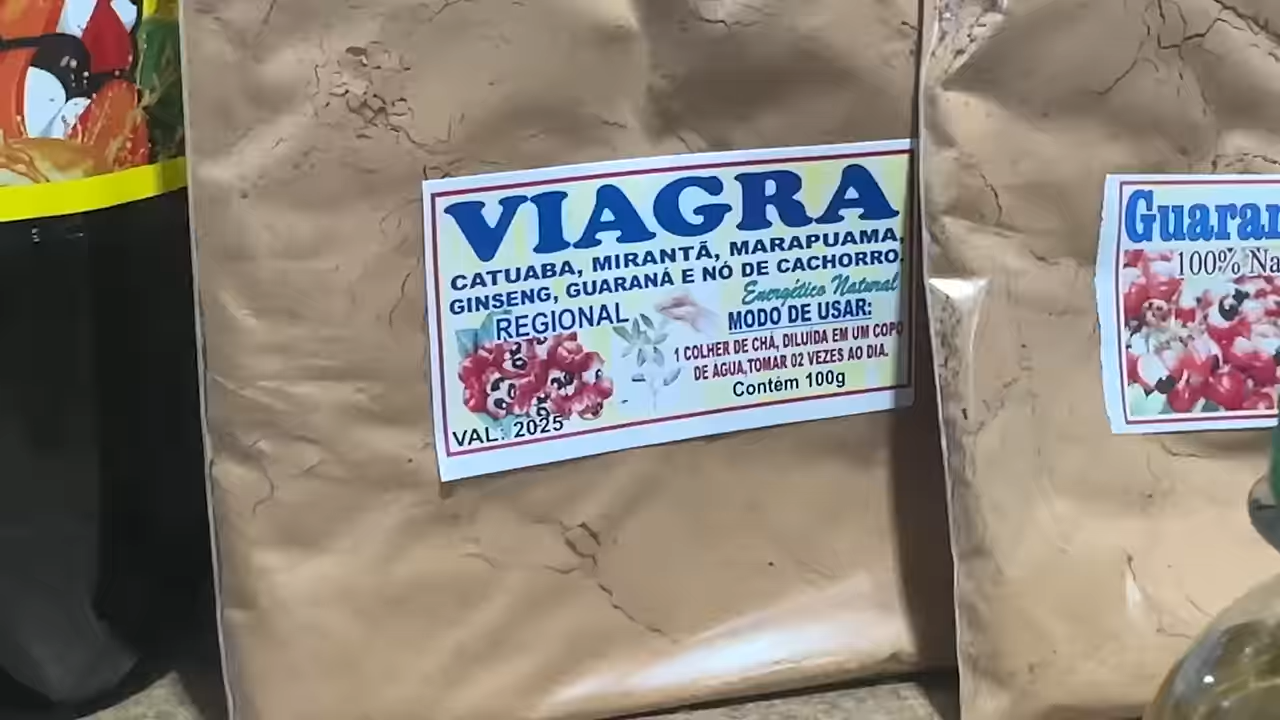 VIAGRA
CATUABA, MIRANTÃ, MARAPUAMA,
GINSENG, GUARANÁ E NÓ DE CACHORRO.
Energético Natural
REGIONAL
MODO DE USAR:
1 COLHER DE CHÁ, DILUÍDA EM UM COPO
DE ÁGUA,TOMAR 02 VEZES AO DIA.
Contém 100g
VAL: 2025
Guaran
100% Na